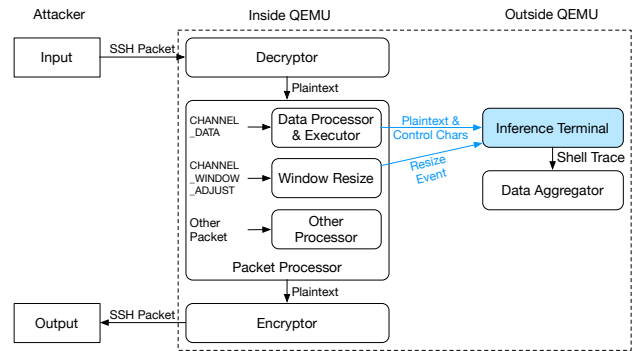 Attacker
Inside QEMU
Outside QEMU
Input
SSH Packet
Decryptor
Plaintext
CHANNEL
_DATA
Data Processor
& Executor
Plaintext &
Control Chars
Inference Terminal
CHANNEL
_WINDOW
_ADJUST
Window Resize
Resize
Event
Shell Trace
Data Aggregator
Other
Packet
Other
Processor
Packet Processor
Plaintext
Output
SSH Packet
Encryptor